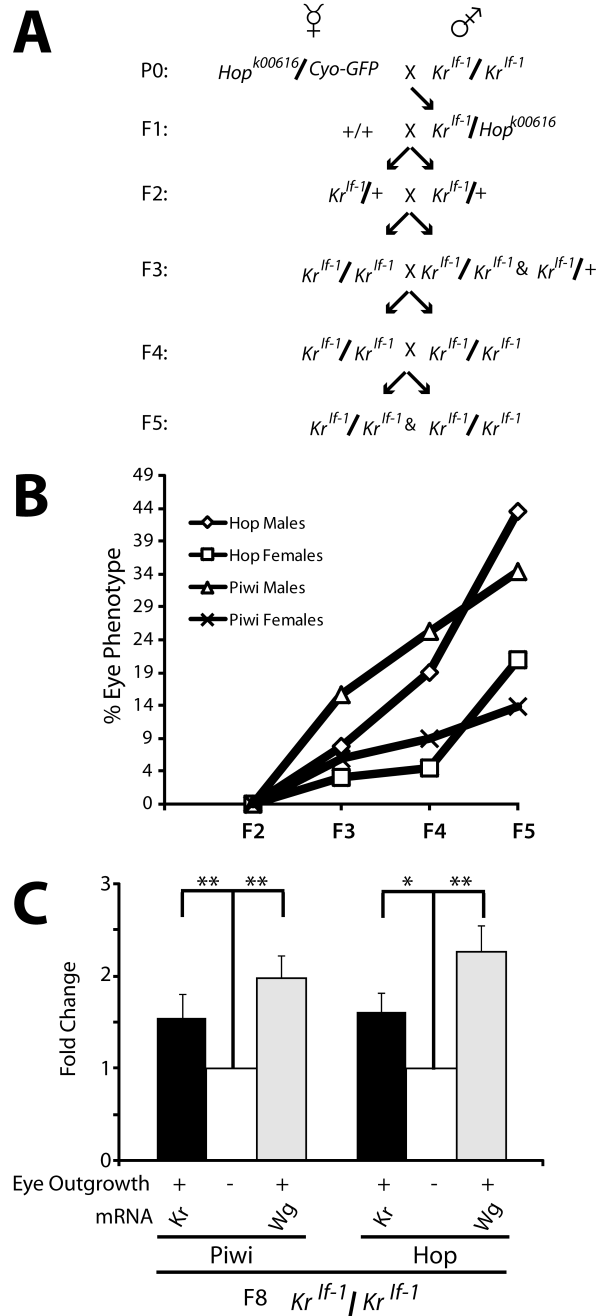 A
☿ ⚦
P0: Hop^k00616/Cyo-GFP X Kr^If-1/Kr^If-1
F1: +/+ X Kr^If-1/Hop^k00616
F2: Kr^If-1/+ X Kr^If-1/+
F3: Kr^If-1/Kr^If-1 X Kr^If-1/Kr^If-1 & Kr^If-1/+
F4: Kr^If-1/Kr^If-1 X Kr^If-1/Kr^If-1
F5: Kr^If-1/Kr^If-1 & Kr^If-1/Kr^If-1
B
% Eye Phenotype
49
44
39
34
29
24
19
14
9
4
0
Hop Males
Hop Females
Piwi Males
Piwi Females
F2 F3 F4 F5
C
Fold Change
3
2
1
0
** ** * **
Eye Outgrowth + - + + - +
mRNA Kr Wg Kr Wg
Piwi Hop
F8 Kr^If-1/Kr^If-1